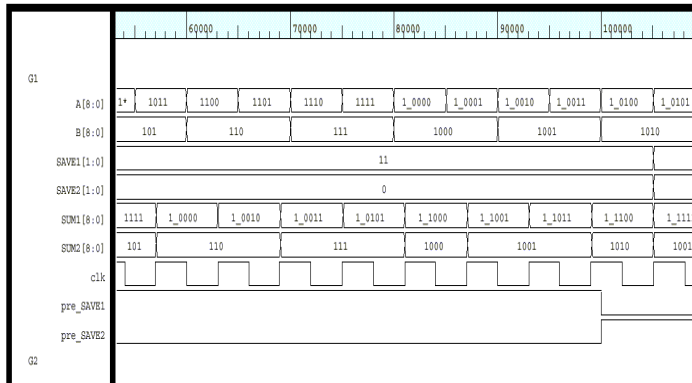 60000 70000 80000 90000 100000
G1
A[8:0] 1* 1011 1100 1101 1110 1111 1_0000 1_0001 1_0010 1_0011 1_0100 1_0101
B[8:0] 101 110 111 1000 1001 1010
SAVE1[1:0] 11
SAVE2[1:0] 0
SUM1[8:0] 1111 1_0000 1_0010 1_0011 1_0101 1_1000 1_1001 1_1011 1_1100 1_111
SUM2[8:0] 101 110 111 1000 1001 1010 1001
clk
pre_SAVE1
pre_SAVE2
G2